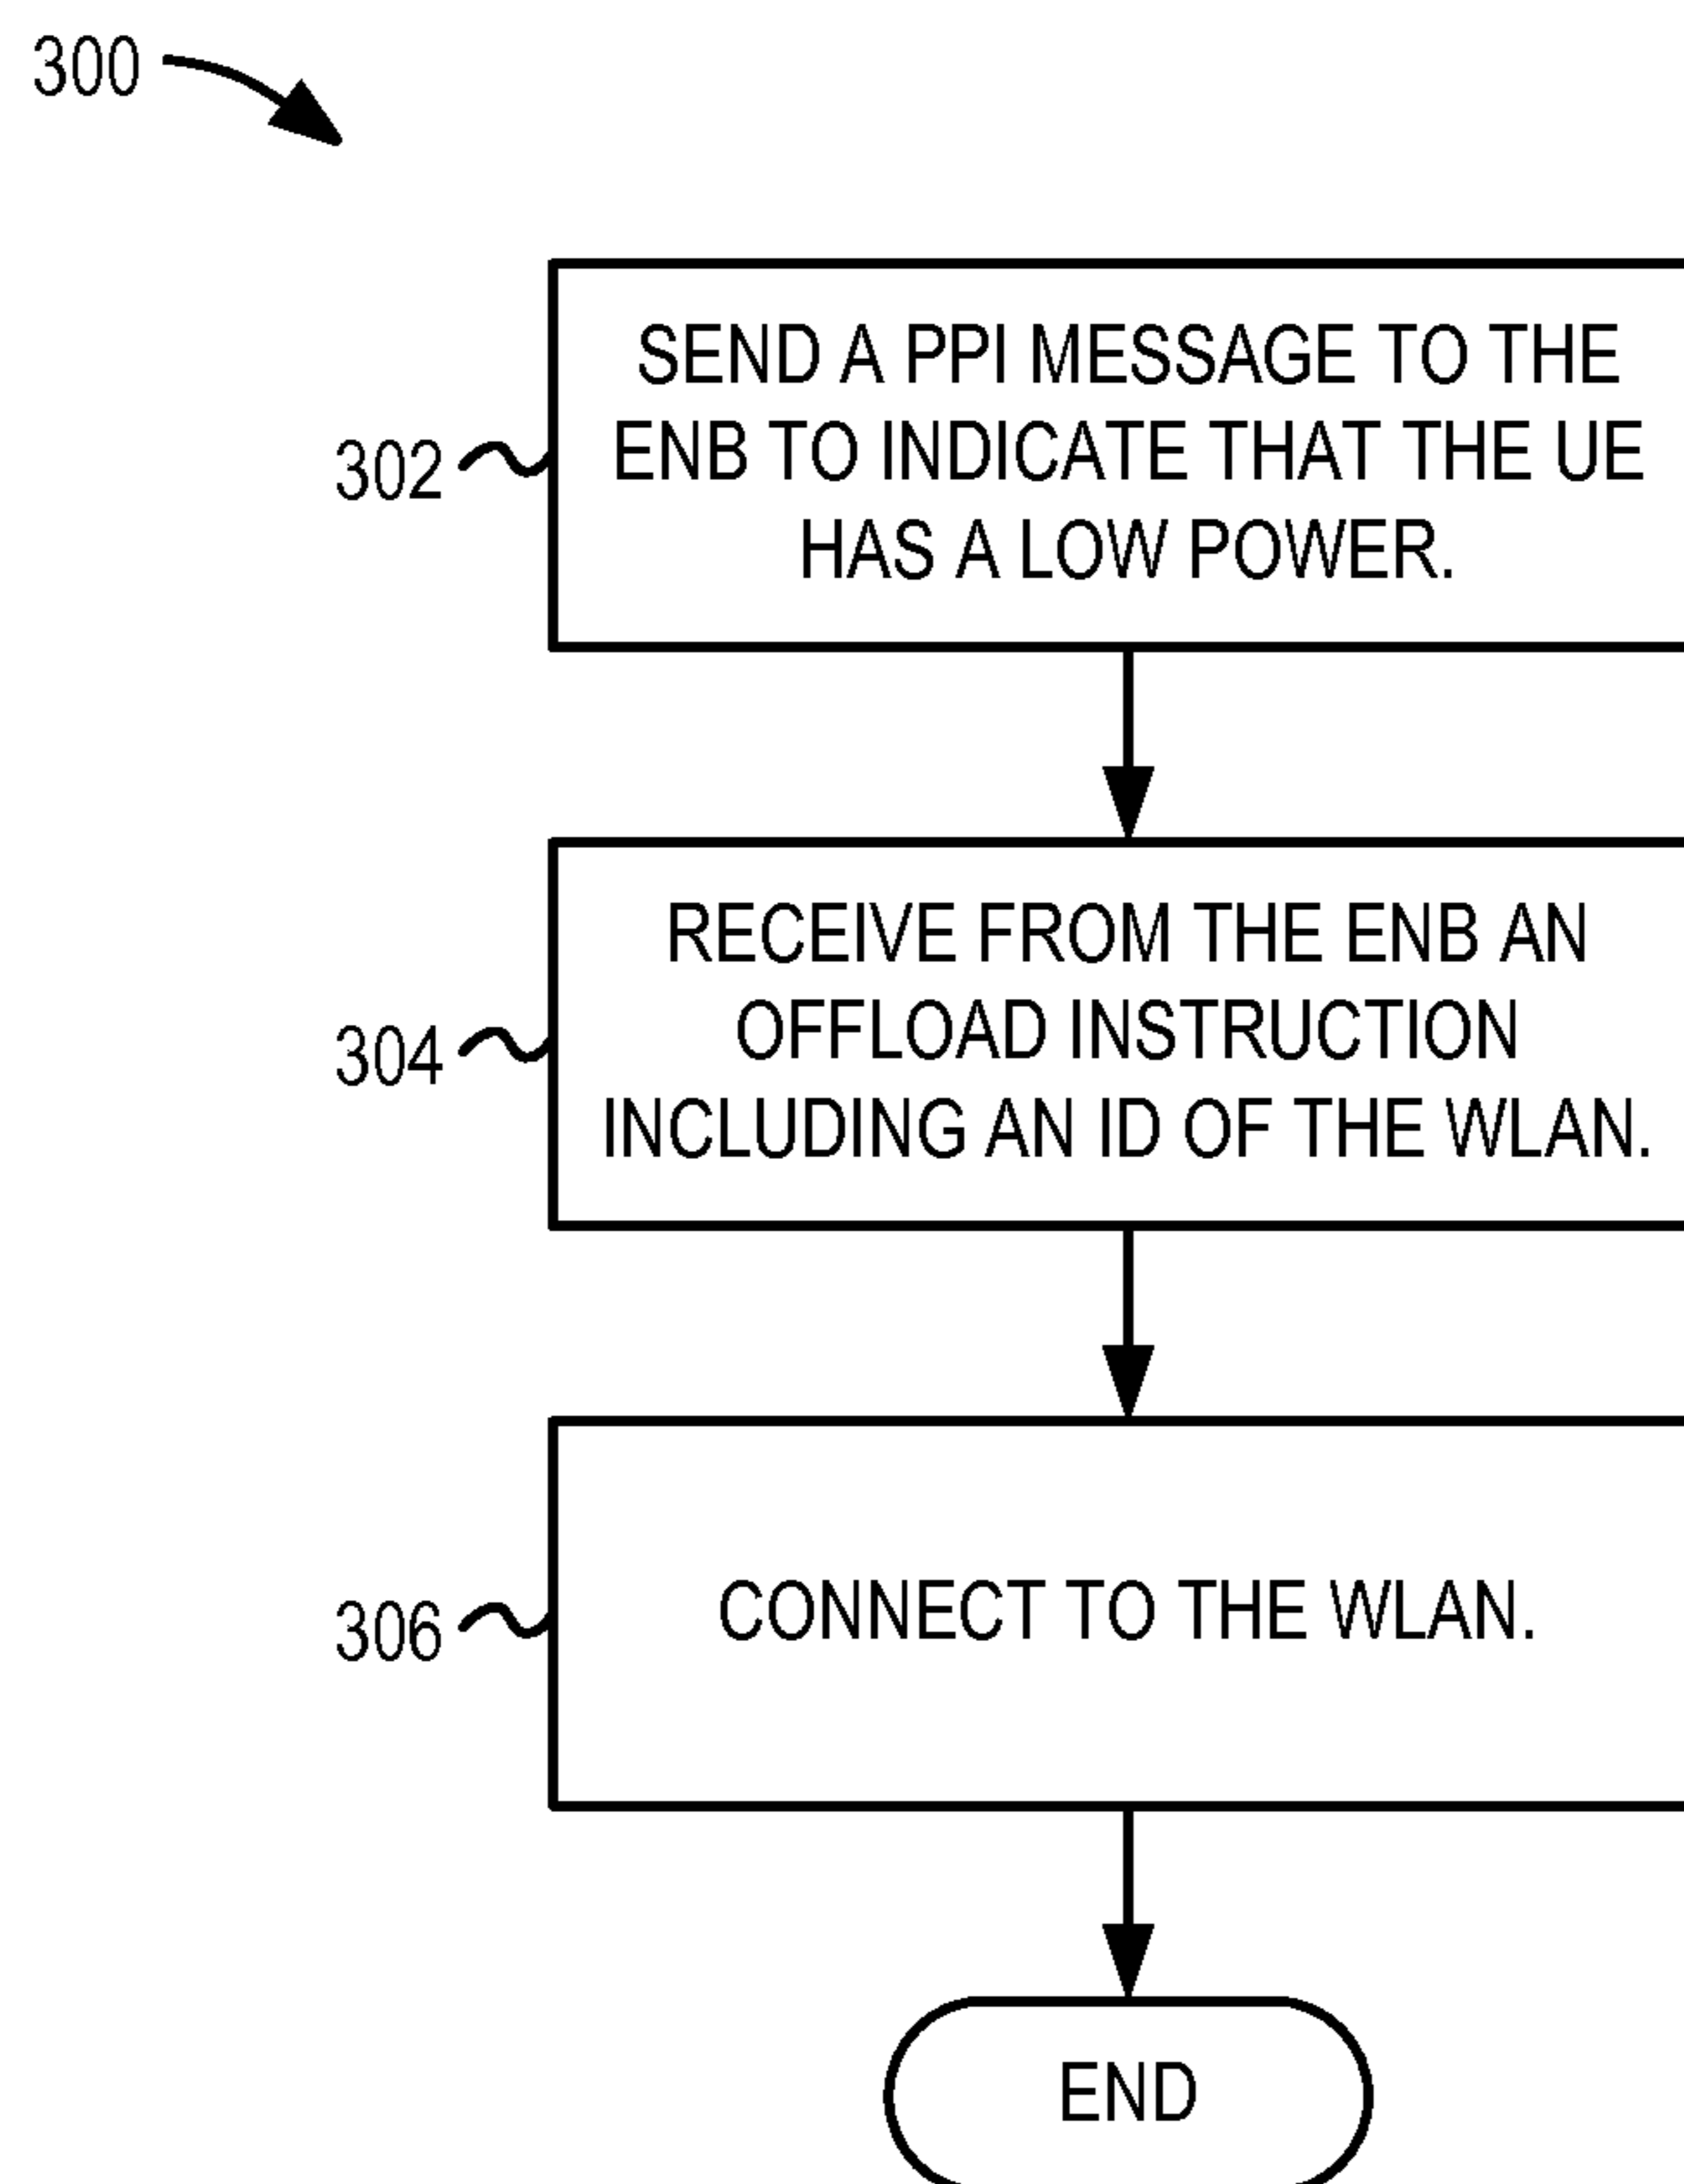 300
SEND A PPI MESSAGE TO THE
ENB TO INDICATE THAT THE UE
HAS A LOW POWER.
302
RECEIVE FROM THE ENB AN
OFFLOAD INSTRUCTION
INCLUDING AN ID OF THE WLAN.
304
CONNECT TO THE WLAN.
306
END